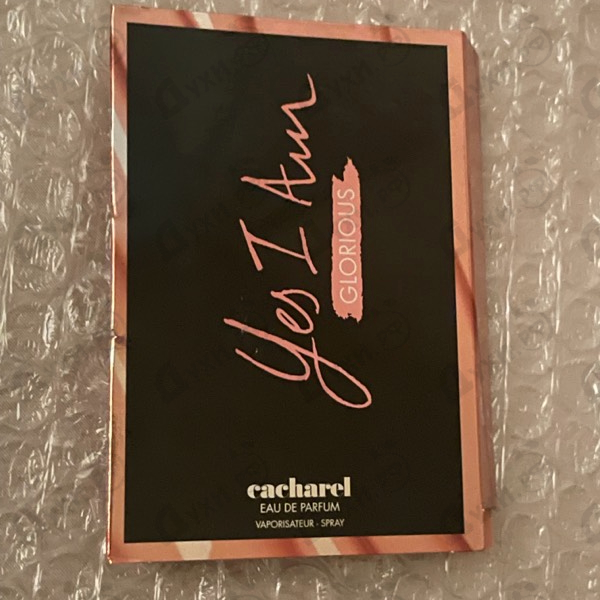 Yes I Am
GLORIOUS
cacharel
EAU DE PARFUM
VAPORISATEUR · SPRAY